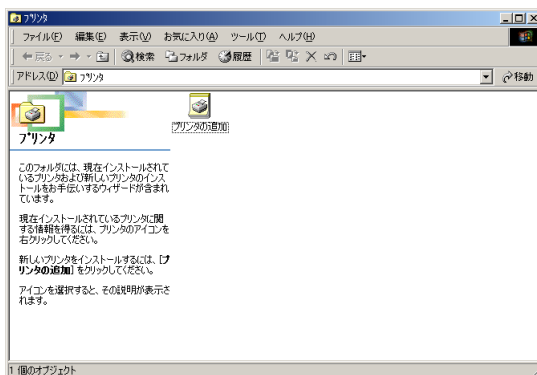 プリンタ
ファイル(F) 編集(E) 表示(V) お気に入り(A) ツール(T) ヘルプ(H)
戻る 検索 フォルダ 履歴
アドレス(D) プリンタ 移動
プリンタ
プリンタの追加
このフォルダには、現在インストールされて
いるプリンタおよび新しいプリンタのインス
トールをお手伝いするウィザードが含まれ
ています。
現在インストールされているプリンタに関
する情報を得るには、プリンタのアイコンを
右クリックしてください。
新しいプリンタをインストールするには、[プ
リンタの追加] をクリックしてください。
アイコンを選択すると、その説明が表示さ
れます。
1 個のオブジェクト